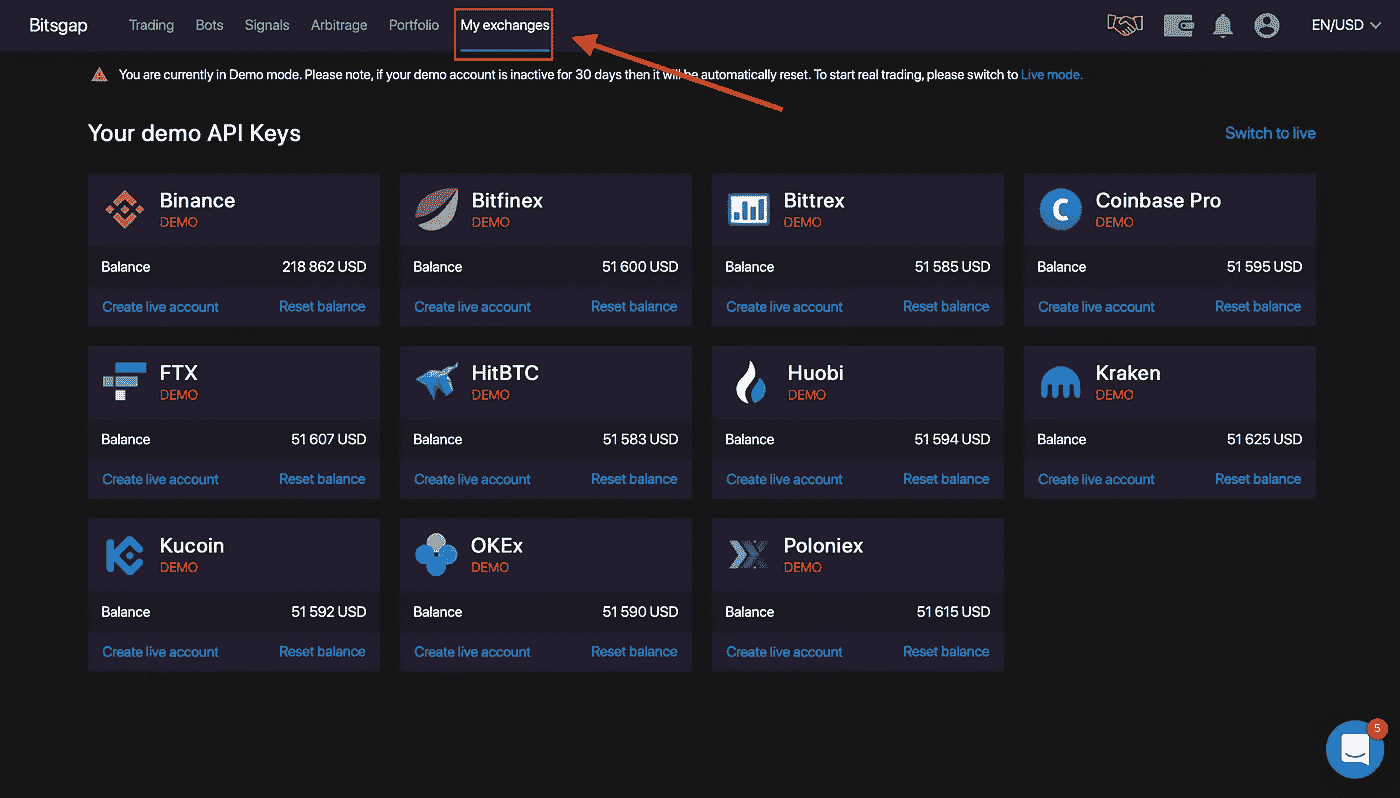 Bitsgap Trading Bots Signals Arbitrage Portfolio My exchanges EN/USD
You are currently in Demo mode. Please note, if your demo account is inactive for 30 days then it will be automatically reset. To start real trading, please switch to Live mode.
Your demo API Keys Switch to live
Binance Bitfinex Bittrex Coinbase Pro
DEMO DEMO DEMO DEMO
Balance 218 862 USD Balance 51 600 USD Balance 51 585 USD Balance 51 595 USD
Create live account Reset balance Create live account Reset balance Create live account Reset balance Create live account Reset balance
FTX HitBTC Huobi Kraken
DEMO DEMO DEMO DEMO
Balance 51 607 USD Balance 51 583 USD Balance 51 594 USD Balance 51 625 USD
Create live account Reset balance Create live account Reset balance Create live account Reset balance Create live account Reset balance
Kucoin OKEx Poloniex
DEMO DEMO DEMO
Balance 51 592 USD Balance 51 590 USD Balance 51 615 USD
Create live account Reset balance Create live account Reset balance Create live account Reset balance
5